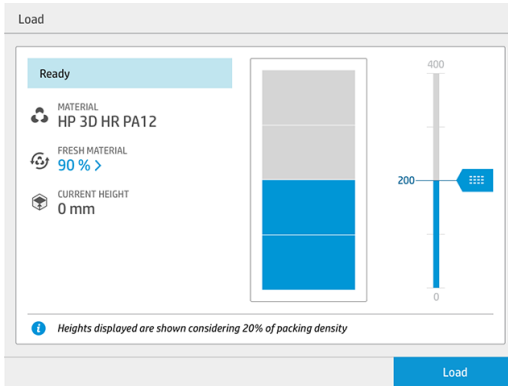 Load
Ready
MATERIAL
HP 3D HR PA12
FRESH MATERIAL
90 % >
CURRENT HEIGHT
0 mm
400
200
0
Heights displayed are shown considering 20% of packing density
Load